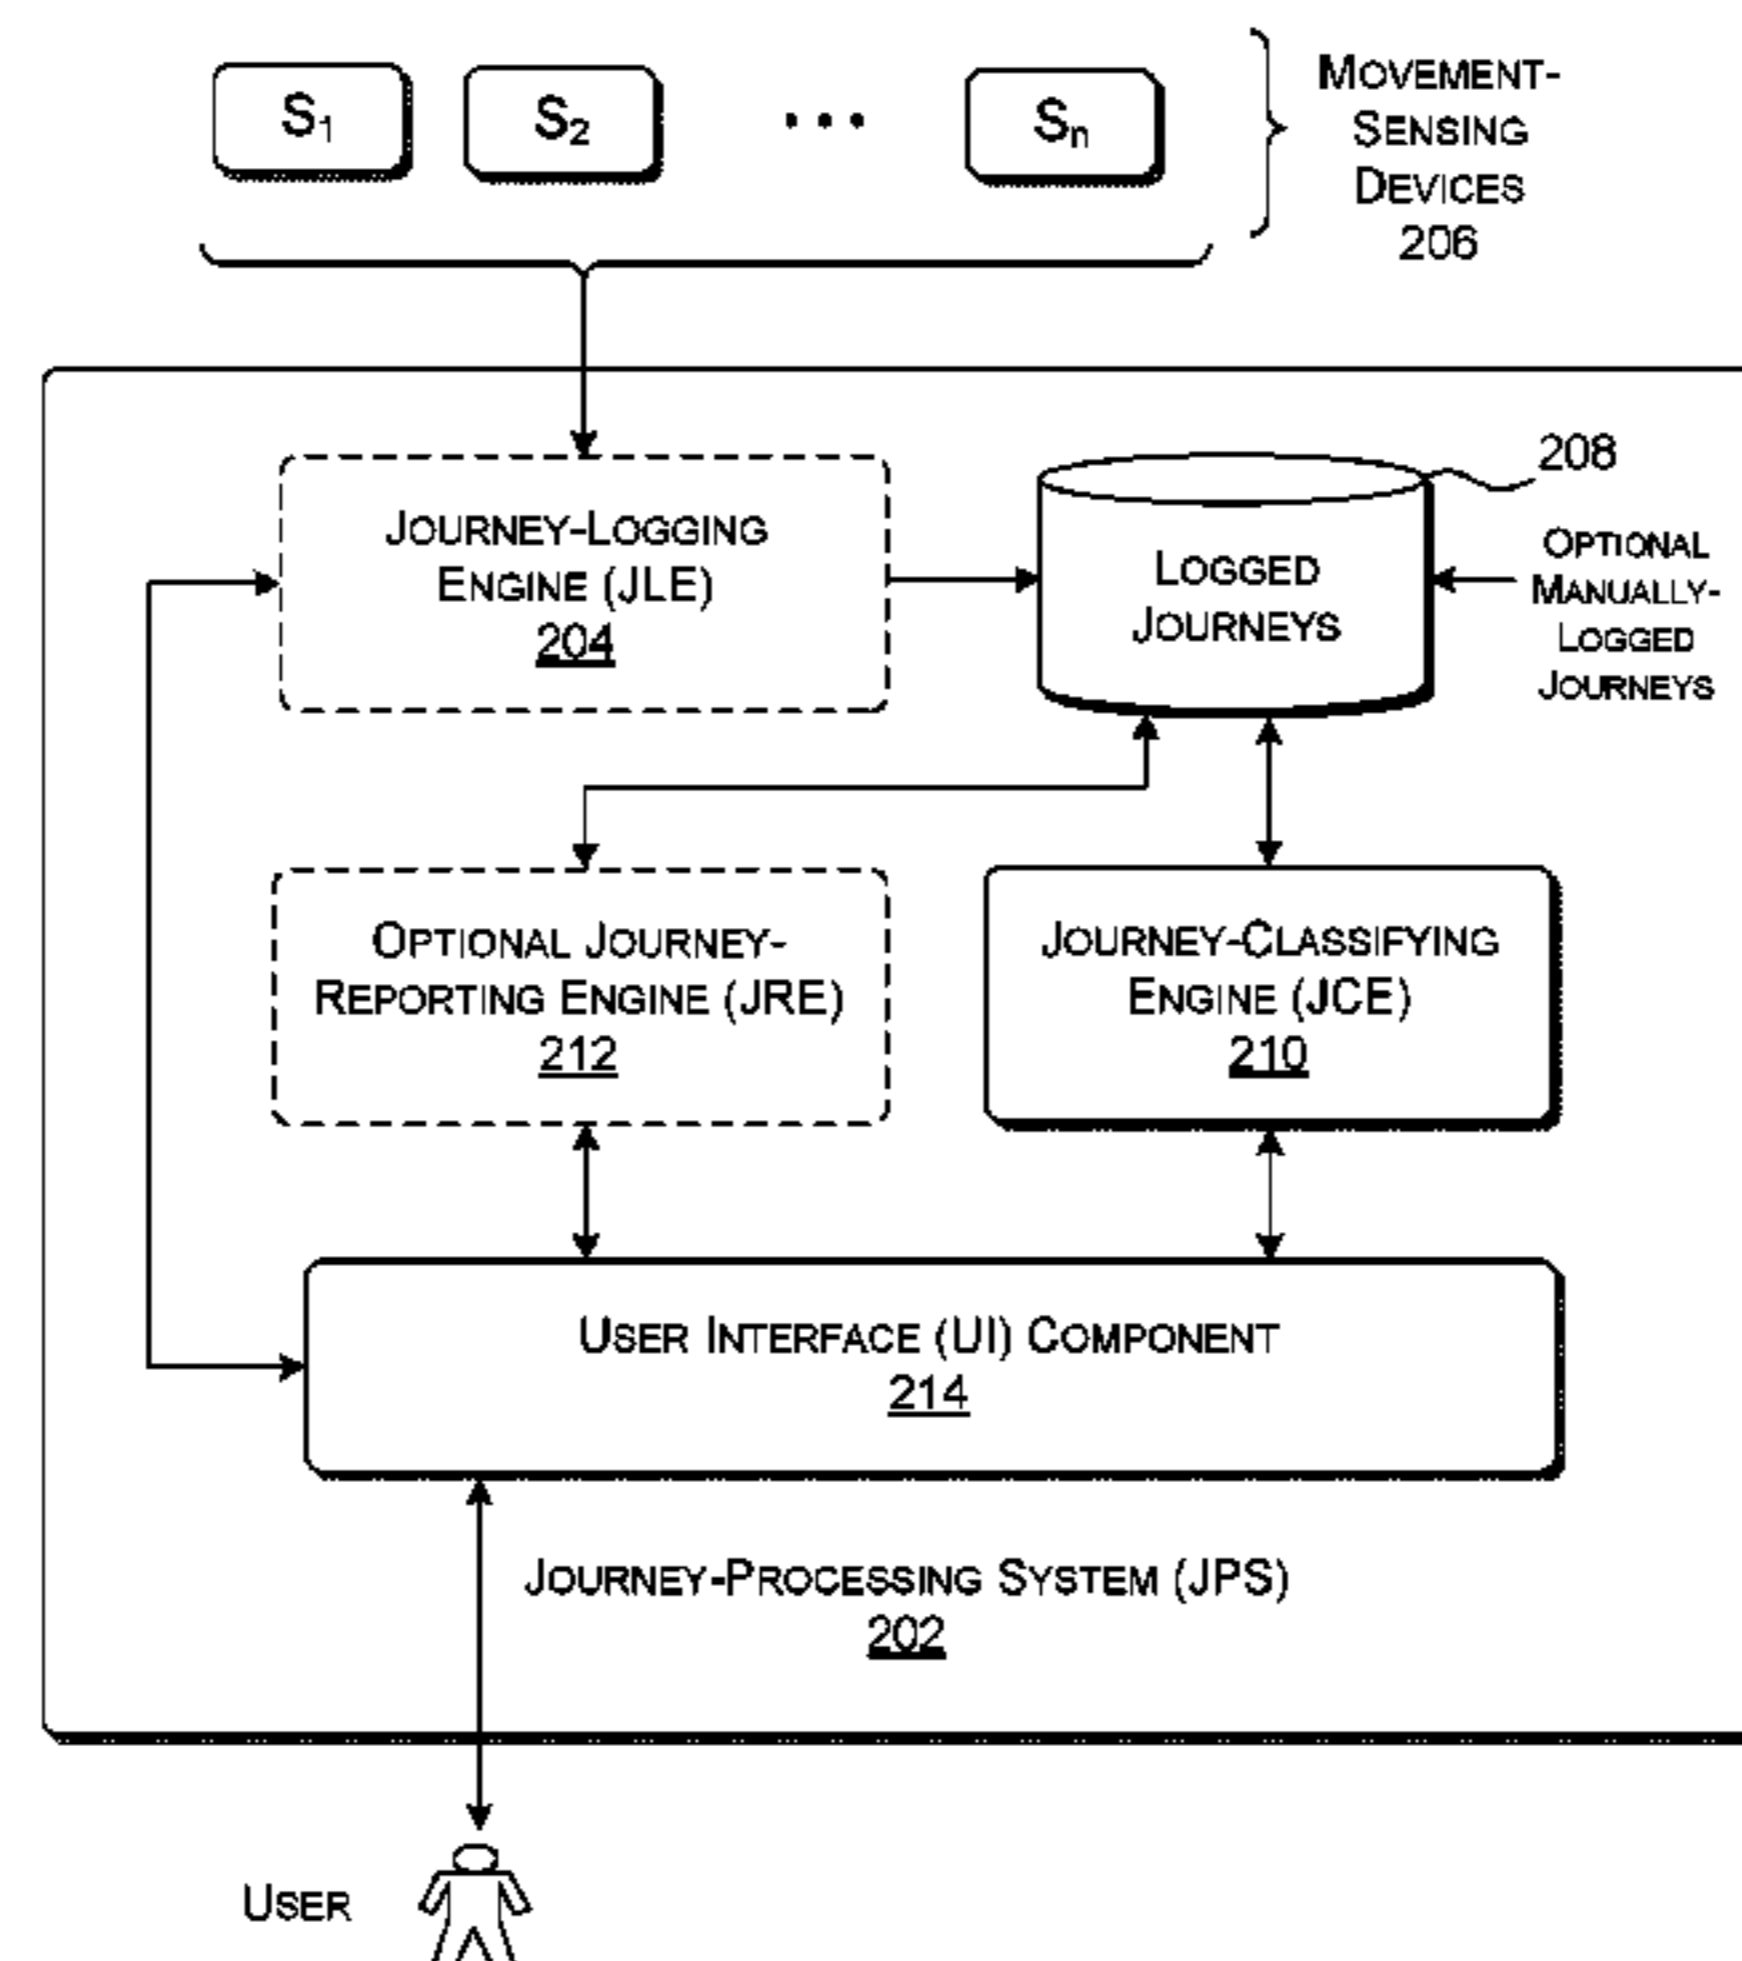 S1
S2
• • •
Sn
MOVEMENT-
SENSING
DEVICES
206
JOURNEY-LOGGING
ENGINE (JLE)
204
LOGGED
JOURNEYS
208
OPTIONAL
MANUALLY-
LOGGED
JOURNEYS
OPTIONAL JOURNEY-
REPORTING ENGINE (JRE)
212
JOURNEY-CLASSIFYING
ENGINE (JCE)
210
USER INTERFACE (UI) COMPONENT
214
JOURNEY-PROCESSING SYSTEM (JPS)
202
USER